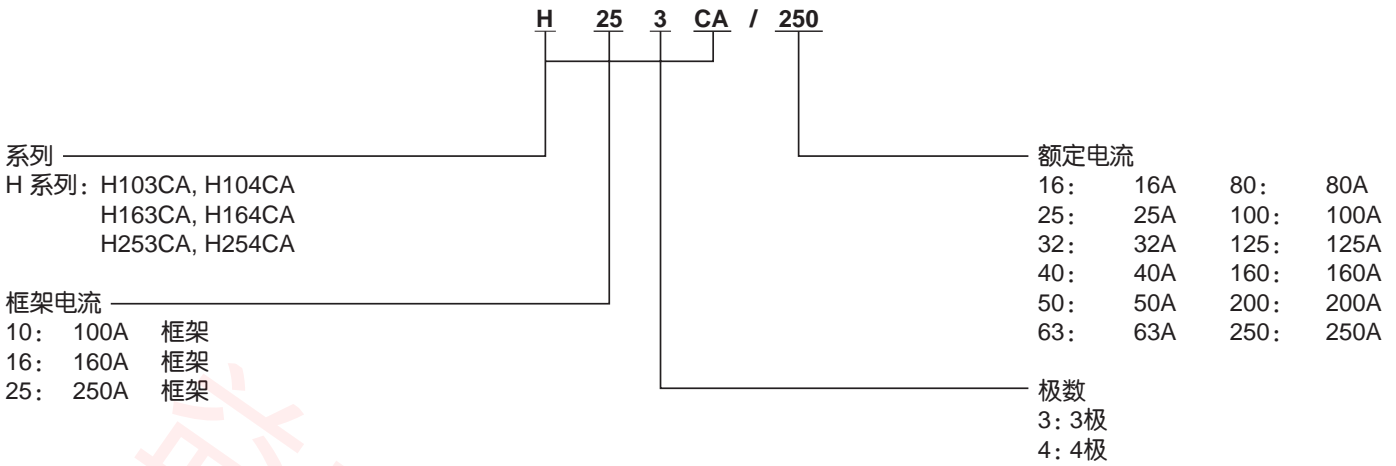 H 25 3 CA / 250
系列
H 系列：H103CA, H104CA
H163CA, H164CA
H253CA, H254CA
框架电流
10： 100A 框架
16： 160A 框架
25： 250A 框架
额定电流
16： 16A 80： 80A
25： 25A 100： 100A
32： 32A 125： 125A
40： 40A 160： 160A
50： 50A 200： 200A
63： 63A 250： 250A
极数
3：3极
4：4极